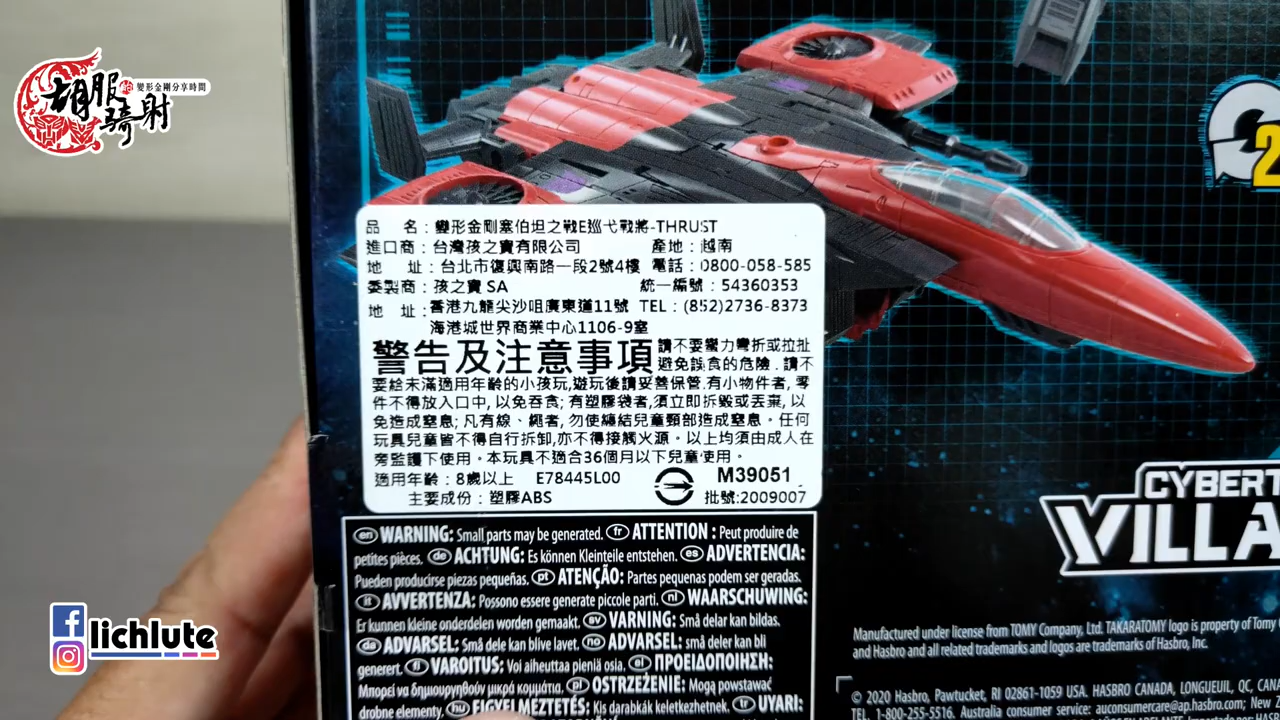 胡服騎射的變形金剛分享時間
2
品 名：變形金剛塞伯坦之戰E巡弋戰將-THRUST
進口商：台灣孩之寶有限公司 產地：越南
地 址：台北市復興南路一段2號4樓 電話：0800-058-585
委製商：孩之寶 SA 統一編號：54360353
地 址：香港九龍尖沙咀廣東道11號 TEL：(852)2736-8373
海港城世界商業中心1106-9室
警告及注意事項 請不要蠻力彎折或拉扯
避免誤食的危險．請不
要給未滿適用年齡的小孩玩,遊玩後請妥善保管.有小物件者,零
件不得放入口中,以免吞食;有塑膠袋者,須立即拆毀或丟棄,以
免造成窒息;凡有線、繩者,勿使纏結兒童頸部造成窒息。任何
玩具兒童皆不得自行拆卸,亦不得接觸火源。以上均須由成人在
旁監護下使用。本玩具不適合36個月以下兒童使用。
適用年齡：8歲以上 E78445L00 M39051
主要成份：塑膠ABS 批號:2009007
en WARNING: Small parts may be generated. fr ATTENTION : Peut produire de
petites pièces. de ACHTUNG: Es können Kleinteile entstehen. es ADVERTENCIA:
Pueden producirse piezas pequeñas. pt ATENÇÃO: Partes pequenas podem ser geradas.
it AVVERTENZA: Possono essere generate piccole parti. nl WAARSCHUWING:
Er kunnen kleine onderdelen worden gemaakt. sv VARNING: Små delar kan bildas.
da ADVARSEL: Små dele kan blive lavet. no ADVARSEL: små deler kan bli
generert. fi VAROITUS: Voi aiheuttaa pieniä osia. el ΠΡΟΕΙΔΟΠΟΙΗΣΗ:
Μπορεί να δημιουργηθούν μικρά κομμάτια. pl OSTRZEŻENIE: Mogą powstawać
drobne elementy. hu FIGYELMEZTETÉS: Kis darabkák keletkezhetnek. tr UYARI:
CYBERT
VILLA
Manufactured under license from TOMY Company, Ltd. TAKARATOMY logo is property of Tomy
and Hasbro and all related trademarks and logos are trademarks of Hasbro, Inc.
© 2020 Hasbro, Pawtucket, RI 02861-1059 USA. HASBRO CANADA, LONGUEUIL, QC, CAN
TEL. 1-800-255-5516. Australia consumer service: auconsumercare@ap.hasbro.com; New
lichlute